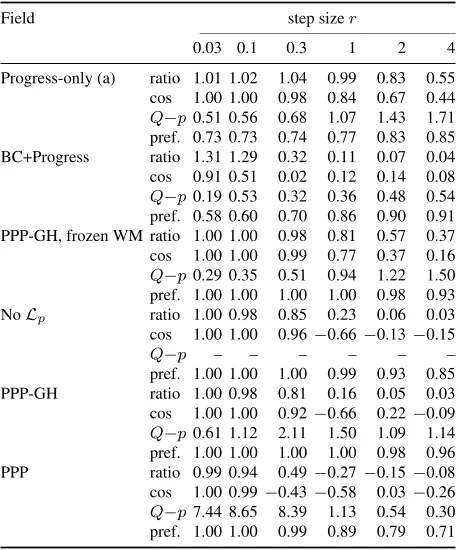 Field step size r
0.03 0.1 0.3 1 2 4
Progress-only (a) ratio 1.01 1.02 1.04 0.99 0.83 0.55
cos 1.00 1.00 0.98 0.84 0.67 0.44
Q−p 0.51 0.56 0.68 1.07 1.43 1.71
pref. 0.73 0.73 0.74 0.77 0.83 0.85
BC+Progress ratio 1.31 1.29 0.32 0.11 0.07 0.04
cos 0.91 0.51 0.02 0.12 0.14 0.08
Q−p 0.19 0.53 0.32 0.36 0.48 0.54
pref. 0.58 0.60 0.70 0.86 0.90 0.91
PPP-GH, frozen WM ratio 1.00 1.00 0.98 0.81 0.57 0.37
cos 1.00 1.00 0.99 0.77 0.37 0.16
Q−p 0.29 0.35 0.51 0.94 1.22 1.50
pref. 1.00 1.00 1.00 1.00 0.98 0.93
No ℒₚ ratio 1.00 0.98 0.85 0.23 0.06 0.03
cos 1.00 1.00 0.96 −0.66 −0.13 −0.15
Q−p – – – – – –
pref. 1.00 1.00 1.00 0.99 0.93 0.85
PPP-GH ratio 1.00 0.98 0.81 0.16 0.05 0.03
cos 1.00 1.00 0.92 −0.66 0.22 −0.09
Q−p 0.61 1.12 2.11 1.50 1.09 1.14
pref. 1.00 1.00 1.00 1.00 0.98 0.96
PPP ratio 0.99 0.94 0.49 −0.27 −0.15 −0.08
cos 1.00 0.99 −0.43 −0.58 0.03 −0.26
Q−p 7.44 8.65 8.39 1.13 0.54 0.30
pref. 1.00 1.00 0.99 0.89 0.79 0.71